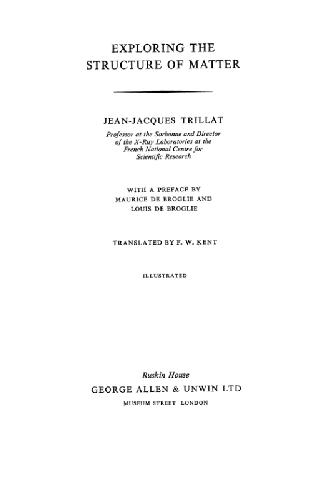 EXPLORING THE
STRUCTURE OF MATTER
JEAN-JACQUES TRILLAT
Professor at the Sorbonne and Director
of the X-Ray Laboratories at the
French National Centre for
Scientific Research
WITH A PREFACE BY
MAURICE DE BROGLIE AND
LOUIS DE BROGLIE
TRANSLATED BY F. W. KENT
ILLUSTRATED
Ruskin House
GEORGE ALLEN & UNWIN LTD
MUSEUM STREET LONDON